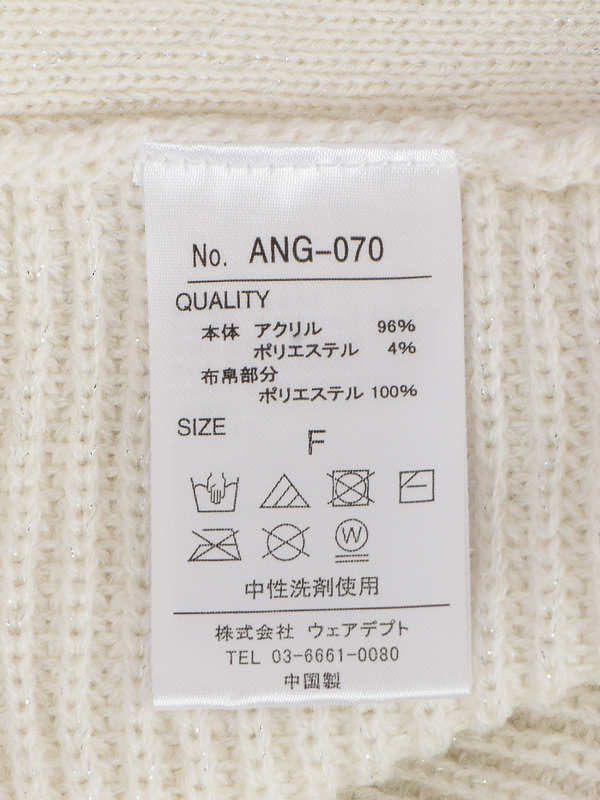 No. ANG-070
QUALITY
本体 アクリル 96%
ポリエステル 4%
布帛部分
ポリエステル 100%
SIZE
F
W
中性洗剤使用
株式会社 ウェアデプト
TEL 03-6661-0080
中国製